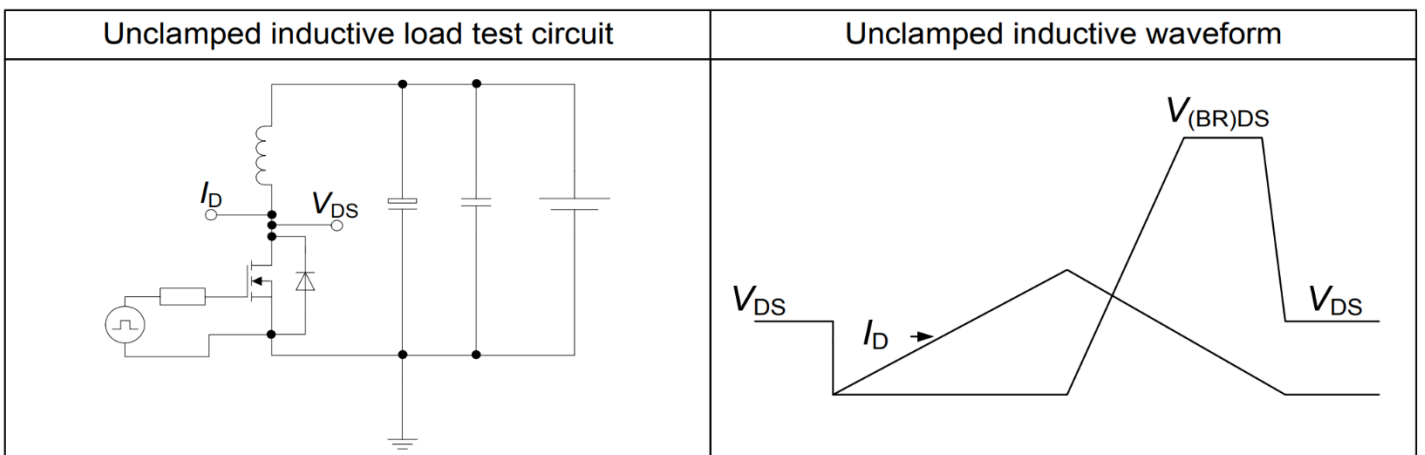 Unclamped inductive load test circuit
Unclamped inductive waveform
I_D
V_DS
V_(BR)DS
V_DS
I_D
V_DS